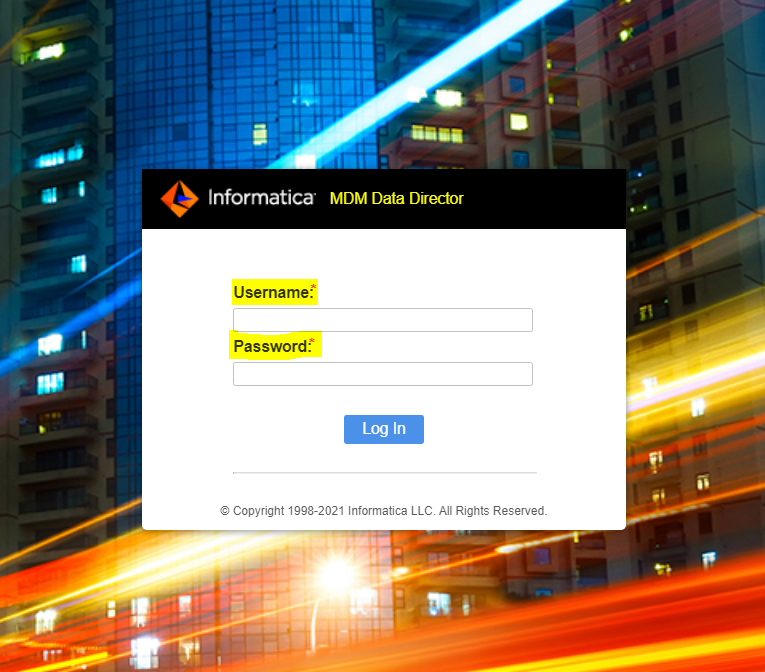 Informatica MDM Data Director
Username:*
Password:*
Log In
© Copyright 1998-2021 Informatica LLC. All Rights Reserved.